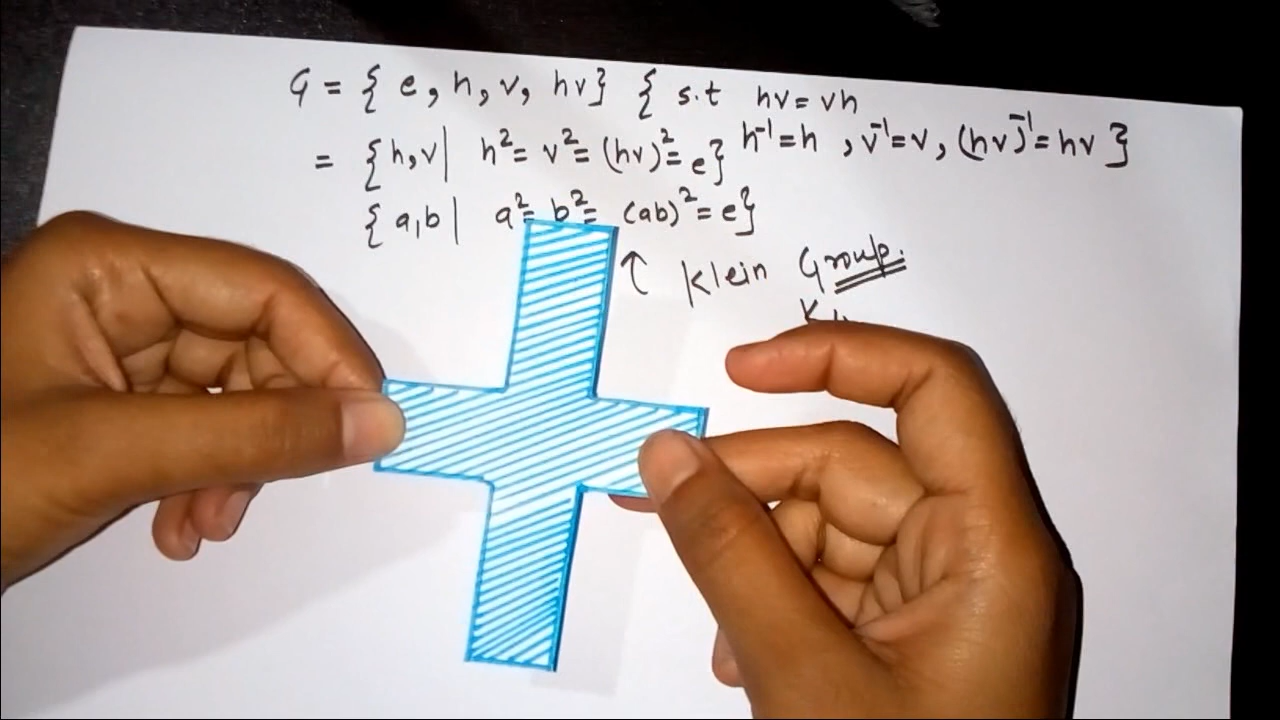 G = { e, h, v, hv} { s.t hv = vh
= {h, v| h² = v² = (hv)² = e} h⁻¹ = h , v⁻¹ = v, (hv)⁻¹ = hv }
{ a, b| a² = b² = (ab)² = e}
↑ Klein Group.